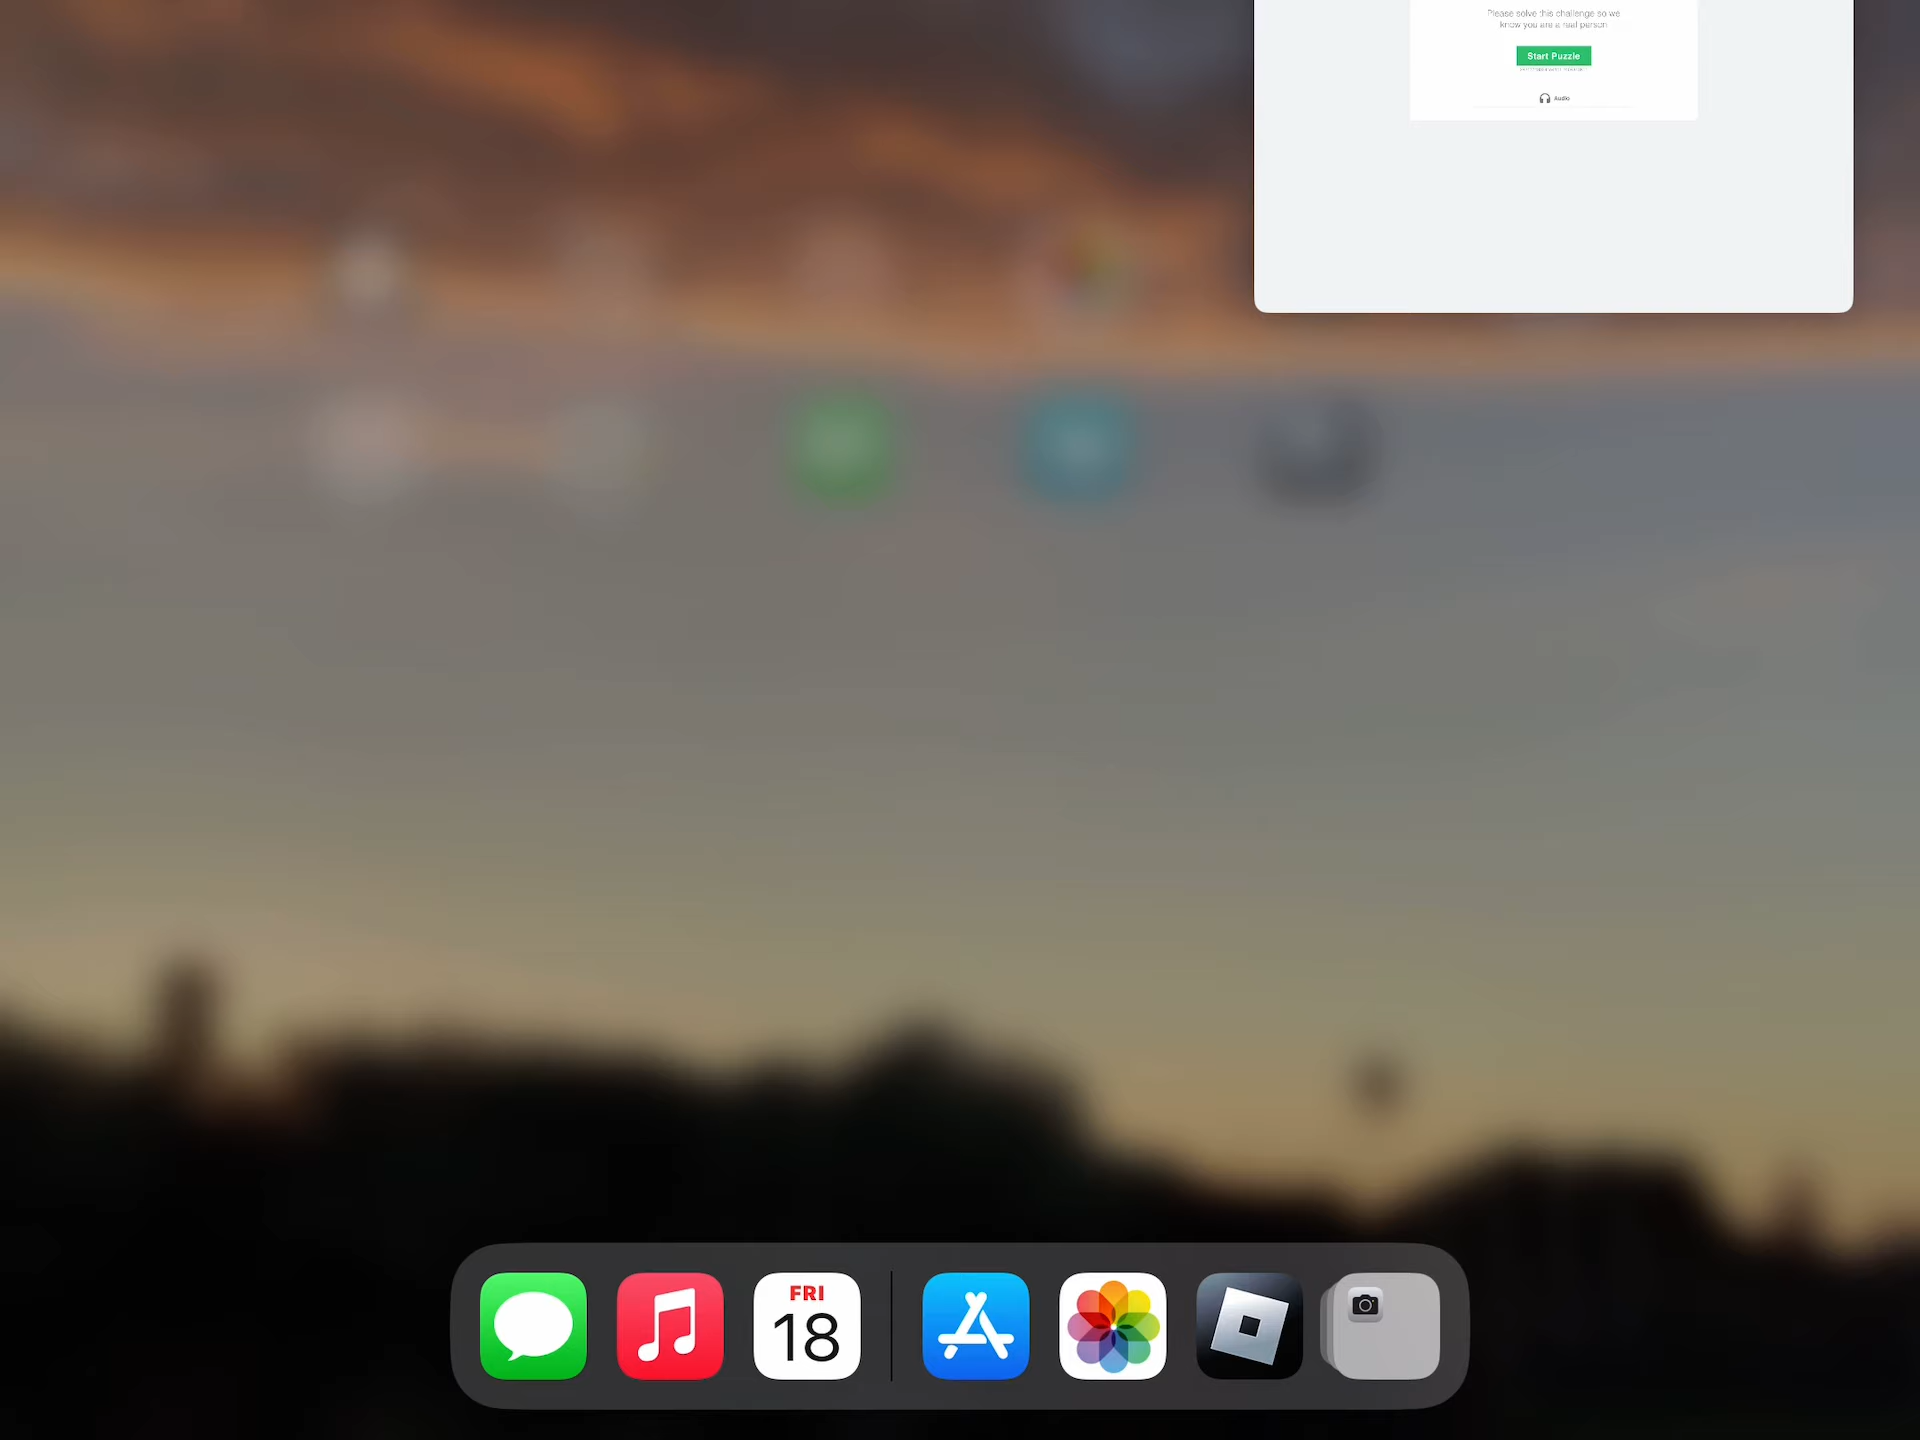 Please solve this challenge so we
know you are a real person
Start Puzzle
Audio
FRI
18